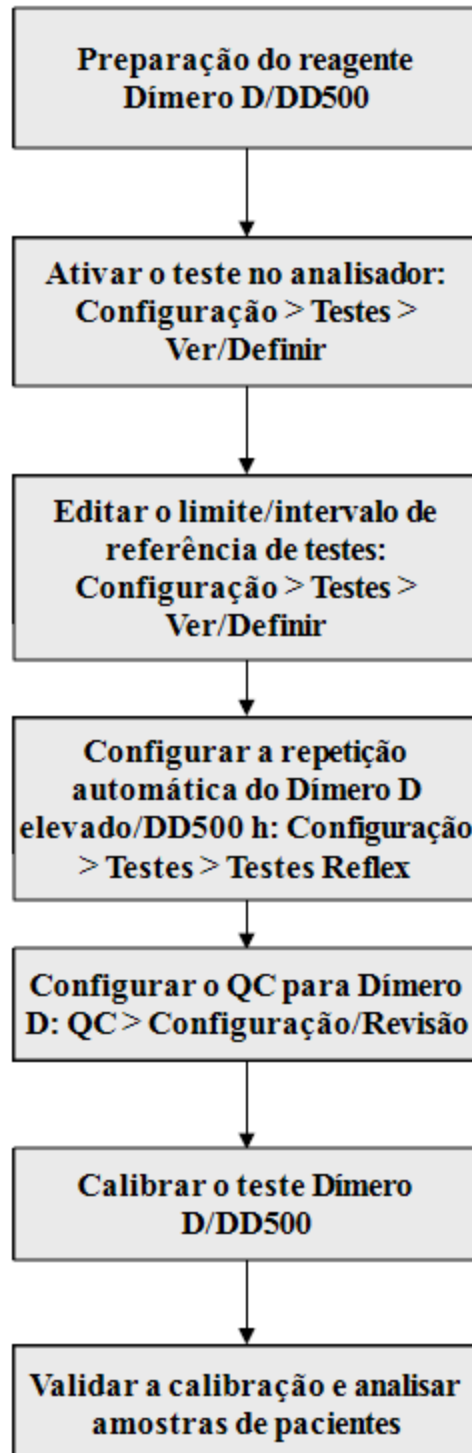 Preparação do reagente
Dímero D/DD500
Ativar o teste no analisador:
Configuração > Testes >
Ver/Definir
Editar o limite/intervalo de
referência de testes:
Configuração > Testes >
Ver/Definir
Configurar a repetição
automática do Dímero D
elevado/DD500 h: Configuração
> Testes > Testes Reflex
Configurar o QC para Dímero
D: QC > Configuração/Revisão
Calibrar o teste Dímero
D/DD500
Validar a calibração e analisar
amostras de pacientes